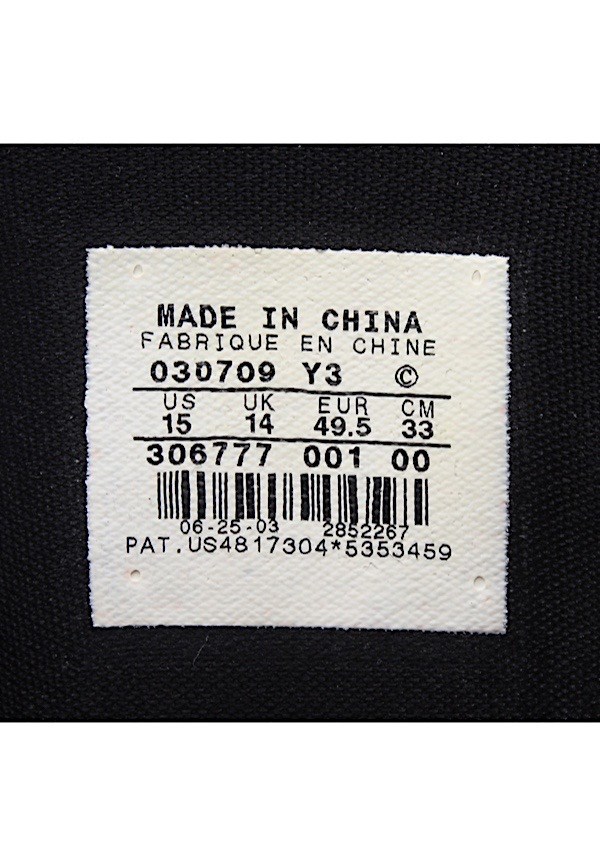 MADE IN CHINA
FABRIQUE EN CHINE
030709 Y3 ©
US UK EUR CM
15 14 49.5 33
306777 001 00
06-25-03 2852267
PAT.US4817304*5353459